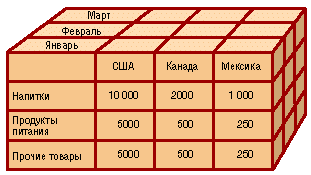 Март
Февраль
Январь
США Канада Мексика
Напитки 10 000 2000 1 000
Продукты
питания 5000 500 250
Прочие товары 5000 500 250